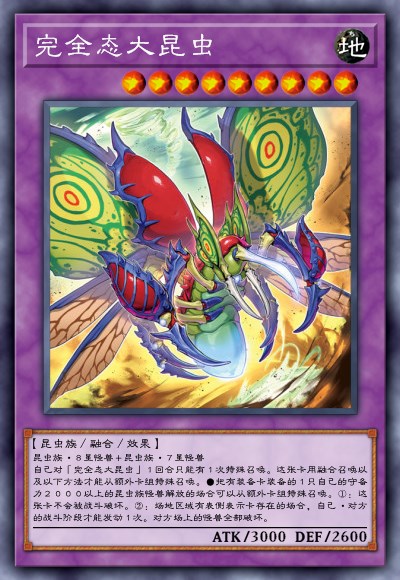 完全态大昆虫
地
【昆虫族/融合/效果】
昆虫族·8星怪兽+昆虫族·7星怪兽
自己对「完全态大昆虫」1回合只能有1次特殊召唤。这张卡用融合召唤以
及以下方法才能从额外卡组特殊召唤。●把有装备卡装备的1只自己的守备
力2000以上的昆虫族怪兽解放的场合可以从额外卡组特殊召唤。①：这
张卡不会被战斗破坏。②：场地区域有表侧表示卡存在的场合，自己·对方
的战斗阶段才能发动1次。对方场上的怪兽全部破坏。
ATK/3000 DEF/2600